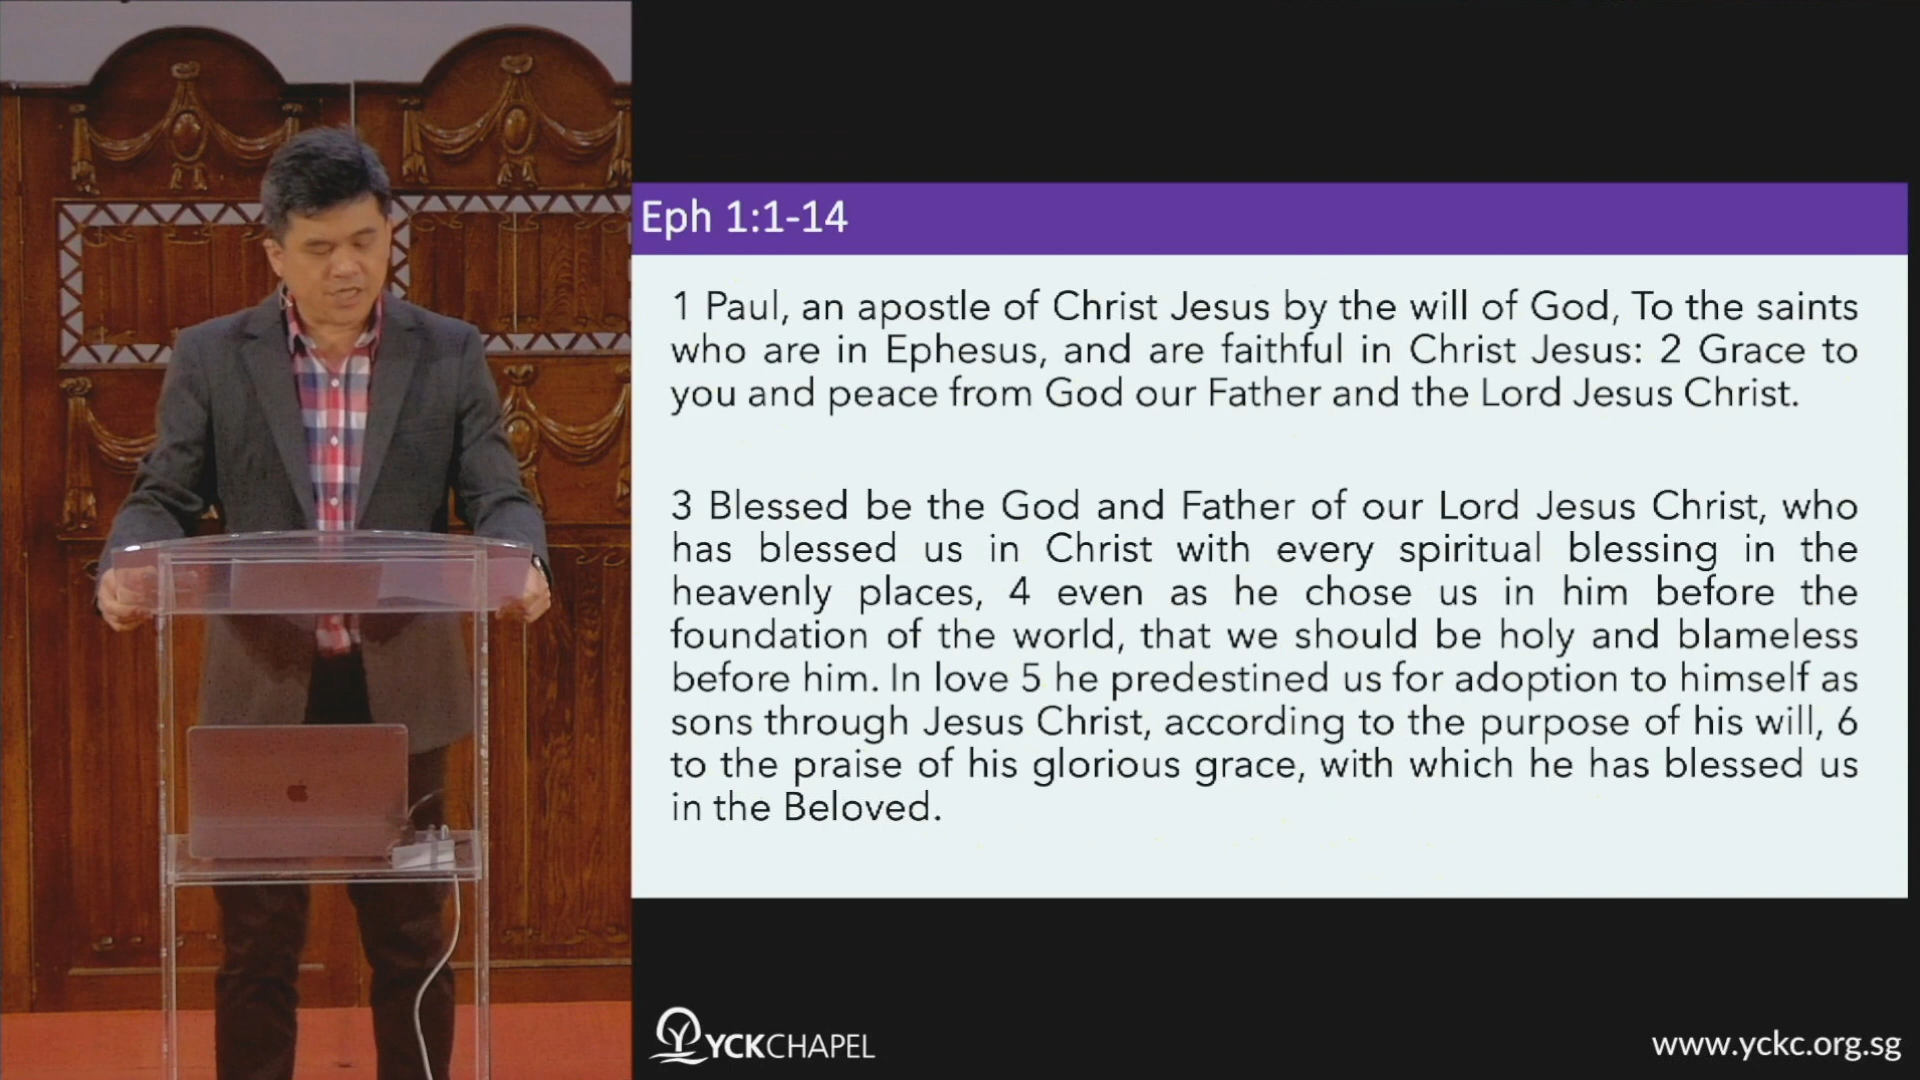 Eph 1:1-14
1 Paul, an apostle of Christ Jesus by the will of God, To the saints
who are in Ephesus, and are faithful in Christ Jesus: 2 Grace to
you and peace from God our Father and the Lord Jesus Christ.
3 Blessed be the God and Father of our Lord Jesus Christ, who
has blessed us in Christ with every spiritual blessing in the
heavenly places, 4 even as he chose us in him before the
foundation of the world, that we should be holy and blameless
before him. In love 5 he predestined us for adoption to himself as
sons through Jesus Christ, according to the purpose of his will, 6
to the praise of his glorious grace, with which he has blessed us
in the Beloved.
YCKCHAPEL
www.yckc.org.sg